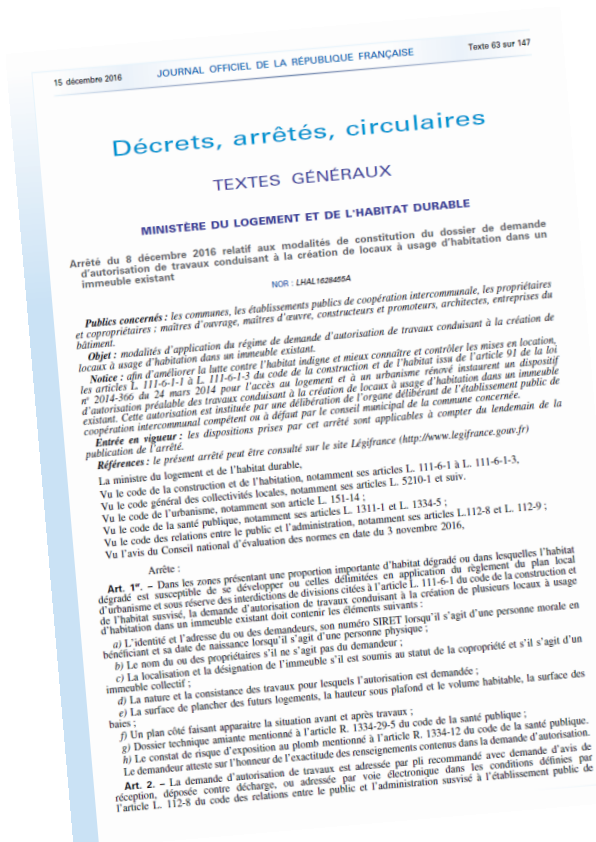 15 décembre 2016
JOURNAL OFFICIEL DE LA RÉPUBLIQUE FRANÇAISE
Texte 63 sur 147
Décrets, arrêtés, circulaires
TEXTES GÉNÉRAUX
MINISTÈRE DU LOGEMENT ET DE L'HABITAT DURABLE
Arrêté du 8 décembre 2016 relatif aux modalités de constitution du dossier de demande
d'autorisation de travaux conduisant à la création de locaux à usage d'habitation dans un
immeuble existant
NOR : LHAL1628455A
Publics concernés : les communes, les établissements publics de coopération intercommunale, les propriétaires
et copropriétaires ; maîtres d'ouvrage, maîtres d'œuvre, constructeurs et promoteurs, architectes, entreprises du
bâtiment.
Objet : modalités d'application du régime de demande d'autorisation de travaux conduisant à la création de
locaux à usage d'habitation dans un immeuble existant.
Notice : afin d'améliorer la lutte contre l'habitat indigne et mieux connaître et contrôler les mises en location,
les articles L. 111-6-1-1 à L. 111-6-1-3 du code de la construction et de l'habitat issu de l'article 91 de la loi
nº 2014-366 du 24 mars 2014 pour l'accès au logement et à un urbanisme rénové instaurent un dispositif
d'autorisation préalable des travaux conduisant à la création de locaux à usage d'habitation dans un immeuble
existant. Cette autorisation est instituée par une délibération de l'organe délibérant de l'établissement public de
coopération intercommunal compétent ou à défaut par le conseil municipal de la commune concernée.
Entrée en vigueur : les dispositions prises par cet arrêté sont applicables à compter du lendemain de la
publication de l'arrêté.
Références : le présent arrêté peut être consulté sur le site Légifrance (http://www.legifrance.gouv.fr)
La ministre du logement et de l'habitat durable,
Vu le code de la construction et de l'habitation, notamment ses articles L. 111-6-1 à L. 111-6-1-3,
Vu le code général des collectivités locales, notamment ses articles L. 5210-1 et suiv.
Vu le code de l'urbanisme, notamment son article L. 151-14 ;
Vu le code de la santé publique, notamment ses articles L. 1311-1 et L. 1334-5 ;
Vu le code des relations entre le public et l'administration, notamment ses articles L.112-8 et L. 112-9 ;
Vu l'avis du Conseil national d'évaluation des normes en date du 3 novembre 2016,
Arrête :
Art. 1er. – Dans les zones présentant une proportion importante d'habitat dégradé ou dans lesquelles l'habitat
dégradé est susceptible de se développer ou celles délimitées en application du règlement du plan local
d'urbanisme et sous réserve des interdictions de divisions citées à l'article L. 111-6-1 du code de la construction et
de l'habitat susvisé, la demande d'autorisation de travaux conduisant à la création de plusieurs locaux à usage
d'habitation dans un immeuble existant doit contenir les éléments suivants :
a) L'identité et l'adresse du ou des demandeurs, son numéro SIRET lorsqu'il s'agit d'une personne morale en
bénéficiant et sa date de naissance lorsqu'il s'agit d'une personne physique ;
b) Le nom du ou des propriétaires s'il ne s'agit pas du demandeur ;
c) La localisation et la désignation de l'immeuble s'il est soumis au statut de la copropriété et s'il s'agit d'un
immeuble collectif ;
d) La nature et la consistance des travaux pour lesquels l'autorisation est demandée ;
e) La surface de plancher des futurs logements, la hauteur sous plafond et le volume habitable, la surface des
baies ;
f) Un plan côté faisant apparaitre la situation avant et après travaux ;
g) Dossier technique amiante mentionné à l'article R. 1334-29-5 du code de la santé publique ;
h) Le constat de risque d'exposition au plomb mentionné à l'article R. 1334-12 du code de la santé publique.
Le demandeur atteste sur l'honneur de l'exactitude des renseignements contenus dans la demande d'autorisation.
Art. 2. – La demande d'autorisation de travaux est adressée par pli recommandé avec demande d'avis de
réception, déposée contre décharge, ou adressée par voie électronique dans les conditions définies par
l'article L. 112-8 du code des relations entre le public et l'administration susvisé à l'établissement public de